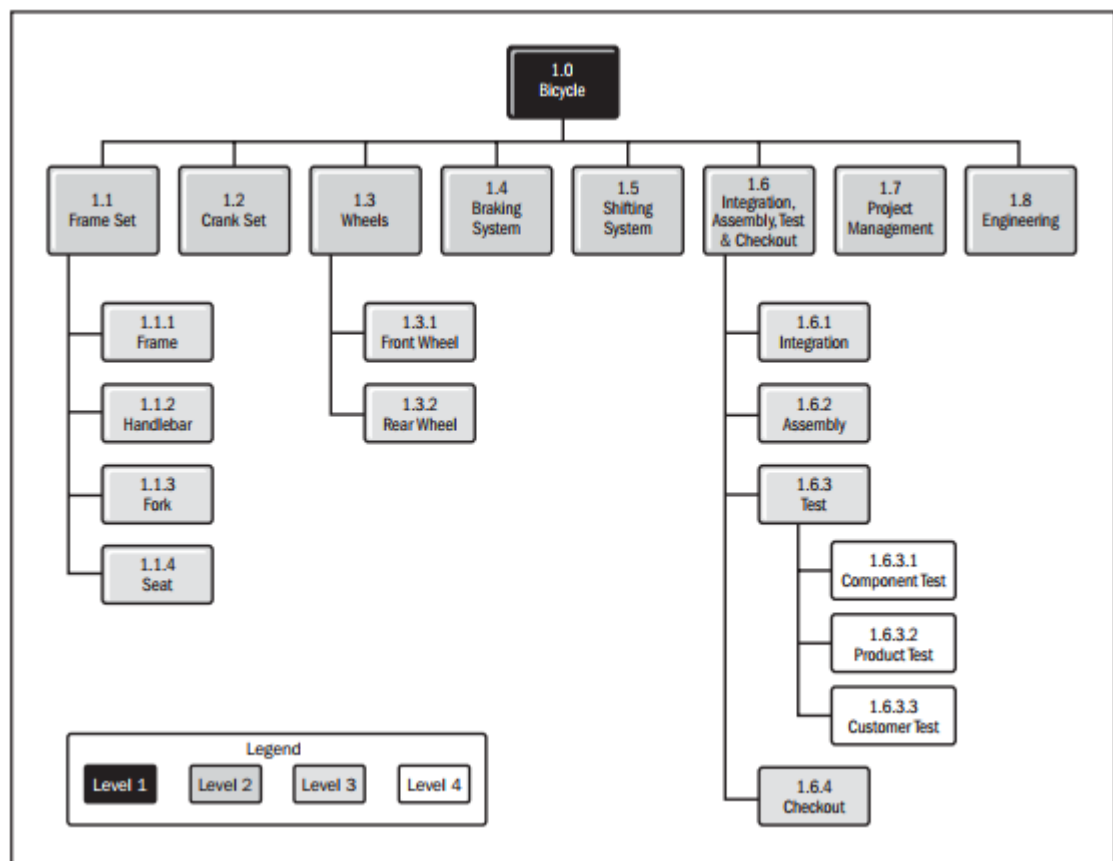 1.0
Bicycle
1.1
Frame Set
1.2
Crank Set
1.3
Wheels
1.4
Braking
System
1.5
Shifting
System
1.6
Integration,
Assembly, Test
& Checkout
1.7
Project
Management
1.8
Engineering
1.1.1
Frame
1.1.2
Handlebar
1.1.3
Fork
1.1.4
Seat
1.3.1
Front Wheel
1.3.2
Rear Wheel
1.6.1
Integration
1.6.2
Assembly
1.6.3
Test
1.6.3.1
Component Test
1.6.3.2
Product Test
1.6.3.3
Customer Test
1.6.4
Checkout
Legend
Level 1
Level 2
Level 3
Level 4